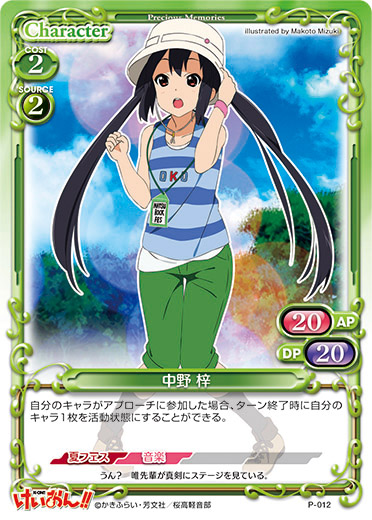 Precious Memories
Character
illustrated by Makoto Mizuki
COST
2
SOURCE
2
OKO
NATSU
ROCK
FES
20 AP
DP 20
中野 梓
自分のキャラがアプローチに参加した場合、ターン終了時に自分の
キャラ1枚を活動状態にすることができる。
夏フェス 音楽
うん? 唯先輩が真剣にステージを見ている。
けいおん!!
©かきふらい・芳文社/桜高軽音部
P-012